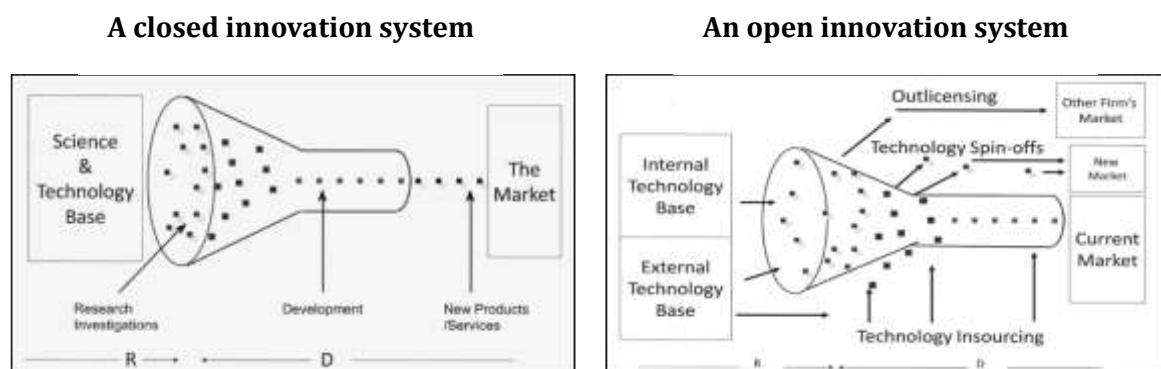 A closed innovation system
Science
&
Technology
Base
The
Market
Research
Investigations
Development
New Products
/Services
R
D
An open innovation system
Outlicensing
Other Firm's
Market
Technology Spin-offs
New
Market
Internal
Technology
Base
External
Technology
Base
Current
Market
Technology Insourcing
R
D